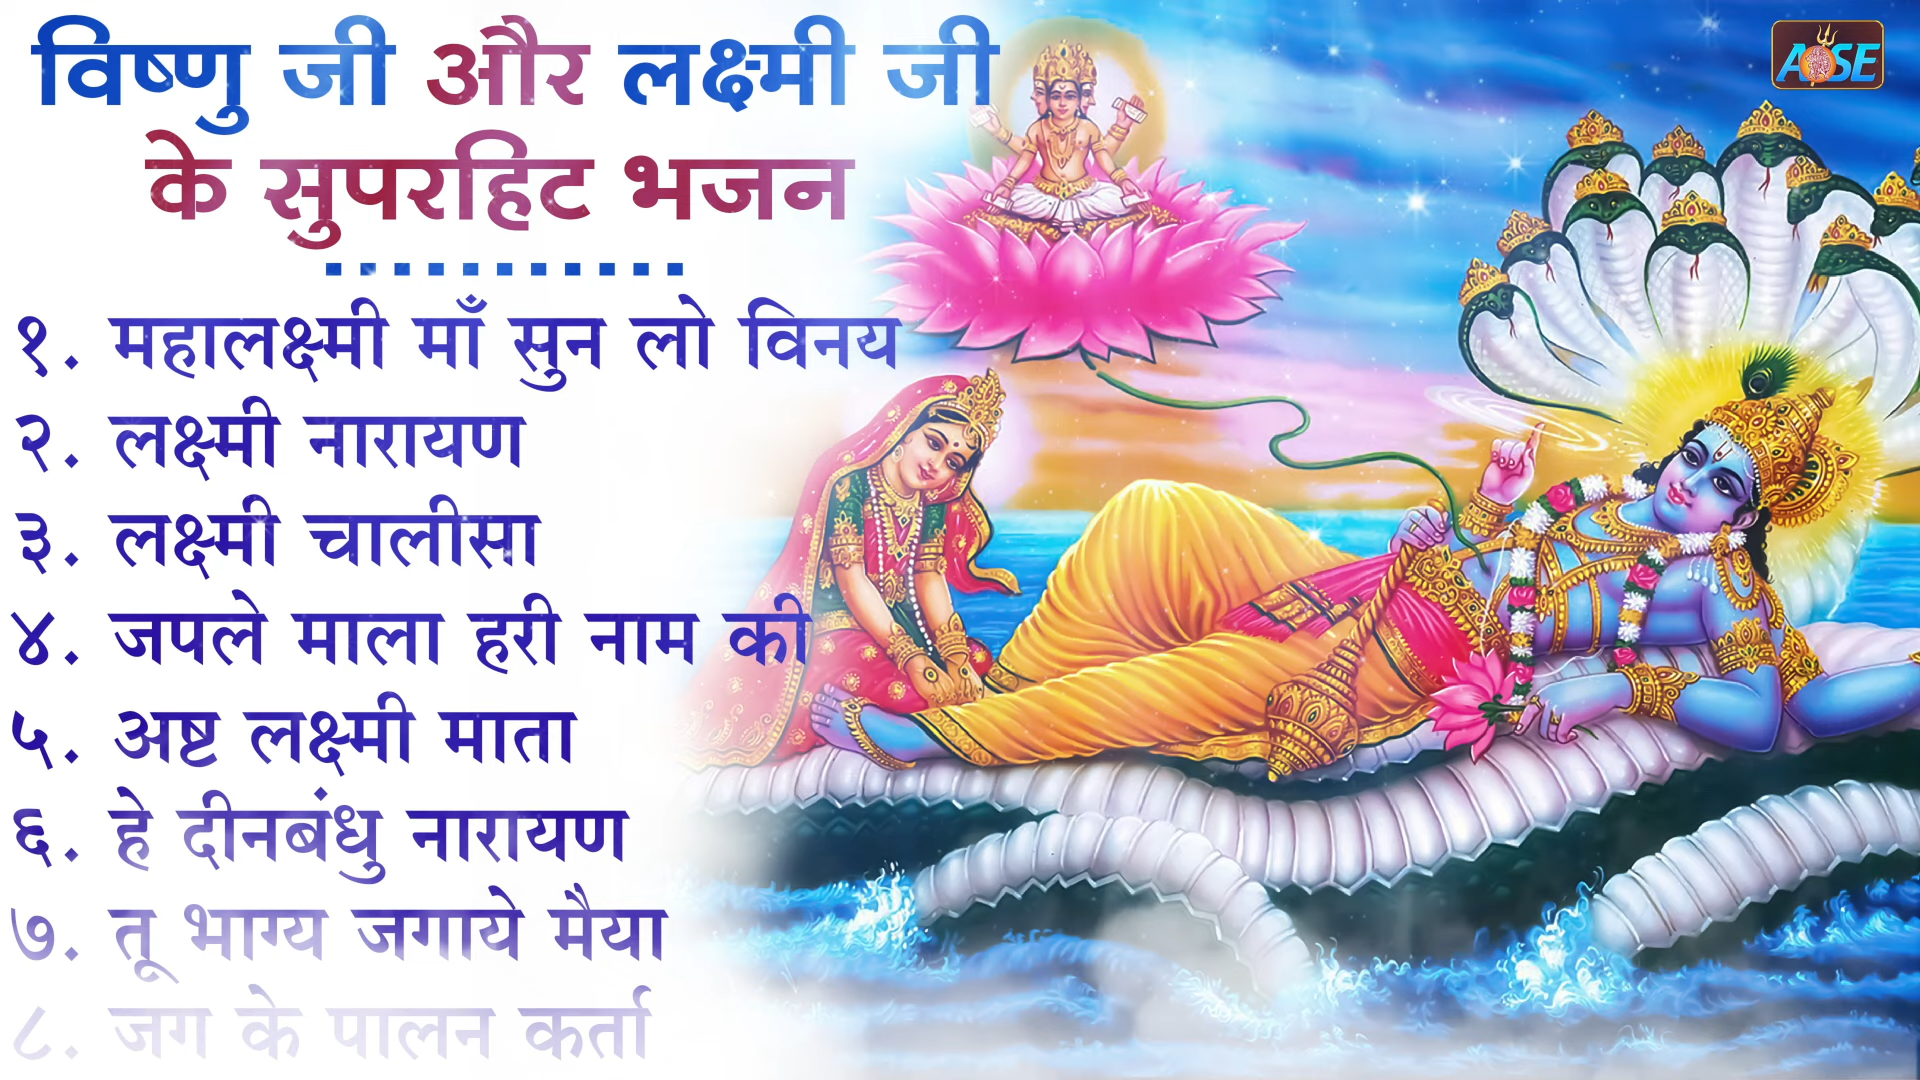 विष्णु जी और लक्ष्मी जी
के सुपरहिट भजन
१. महालक्ष्मी माँ सुन लो विनय
२. लक्ष्मी नारायण
३. लक्ष्मी चालीसा
४. जपले माला हरी नाम की
५. अष्ट लक्ष्मी माता
६. हे दीनबंधु नारायण
७. तू भाग्य जगाये मैया
८. जग के पालन कर्ता